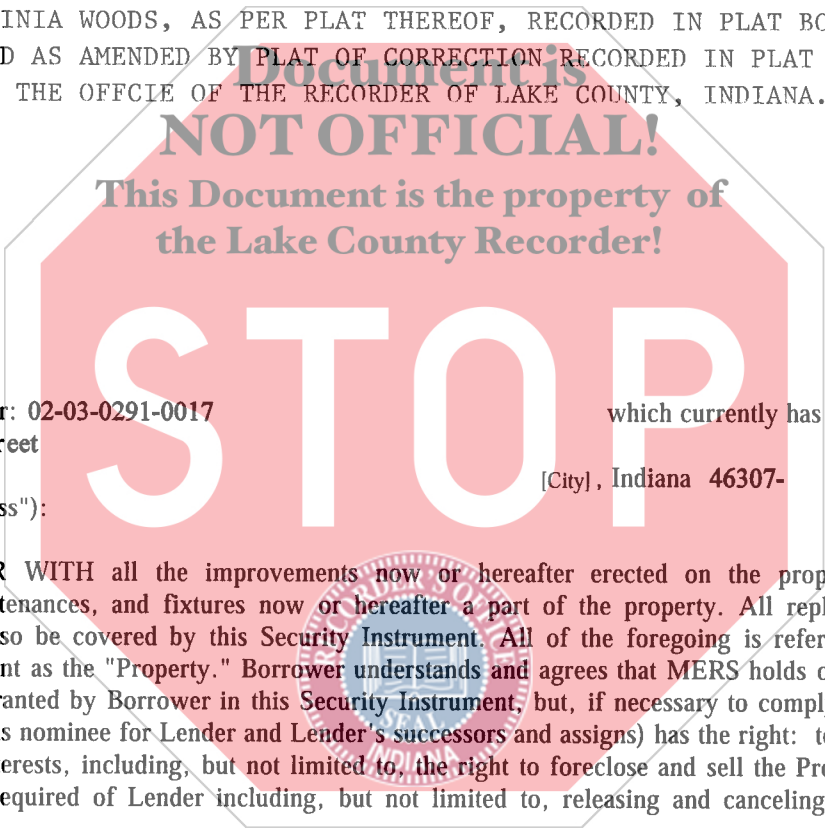 INIA WOODS, AS PER PLAT THEREOF, RECORDED IN PLAT BO
D AS AMENDED BY PLAT OF CORRECTION RECORDED IN PLAT
THE OFFCIE OF THE RECORDER OF LAKE COUNTY, INDIANA.
Document is
NOT OFFICIAL!
This Document is the property of
the Lake County Recorder!
STOP
r: 02-03-0291-0017 which currently has
reet
[City], Indiana 46307-
ss"):
R WITH all the improvements now or hereafter erected on the prop
tenances, and fixtures now or hereafter a part of the property. All repl
so be covered by this Security Instrument. All of the foregoing is refer
nt as the "Property." Borrower understands and agrees that MERS holds o
ranted by Borrower in this Security Instrument, but, if necessary to compl
s nominee for Lender and Lender's successors and assigns) has the right: t
erests, including, but not limited to, the right to foreclose and sell the Pro
equired of Lender including, but not limited to, releasing and canceling
RECORDER'S OFFICE
SEAL
INDIANA